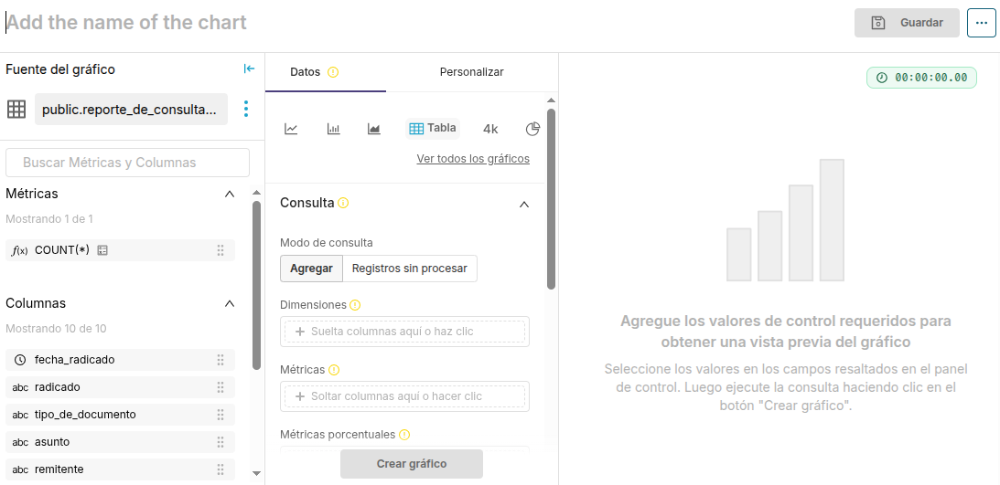 Add the name of the chart
Guardar
...
Fuente del gráfico
public.reporte_de_consulta...
Buscar Métricas y Columnas
Métricas
Mostrando 1 de 1
f(x) COUNT(*)
Columnas
Mostrando 10 de 10
fecha_radicado
abc radicado
abc tipo_de_documento
abc asunto
abc remitente
Datos
Personalizar
Tabla
4k
Ver todos los gráficos
Consulta
Modo de consulta
Agregar
Registros sin procesar
Dimensiones
+ Suelta columnas aquí o haz clic
Métricas
+ Soltar columnas aquí o hacer clic
Métricas porcentuales
Crear gráfico
00:00:00.00
Agregue los valores de control requeridos para
obtener una vista previa del gráfico
Seleccione los valores en los campos resaltados en el panel
de control. Luego ejecute la consulta haciendo clic en el
botón "Crear gráfico".